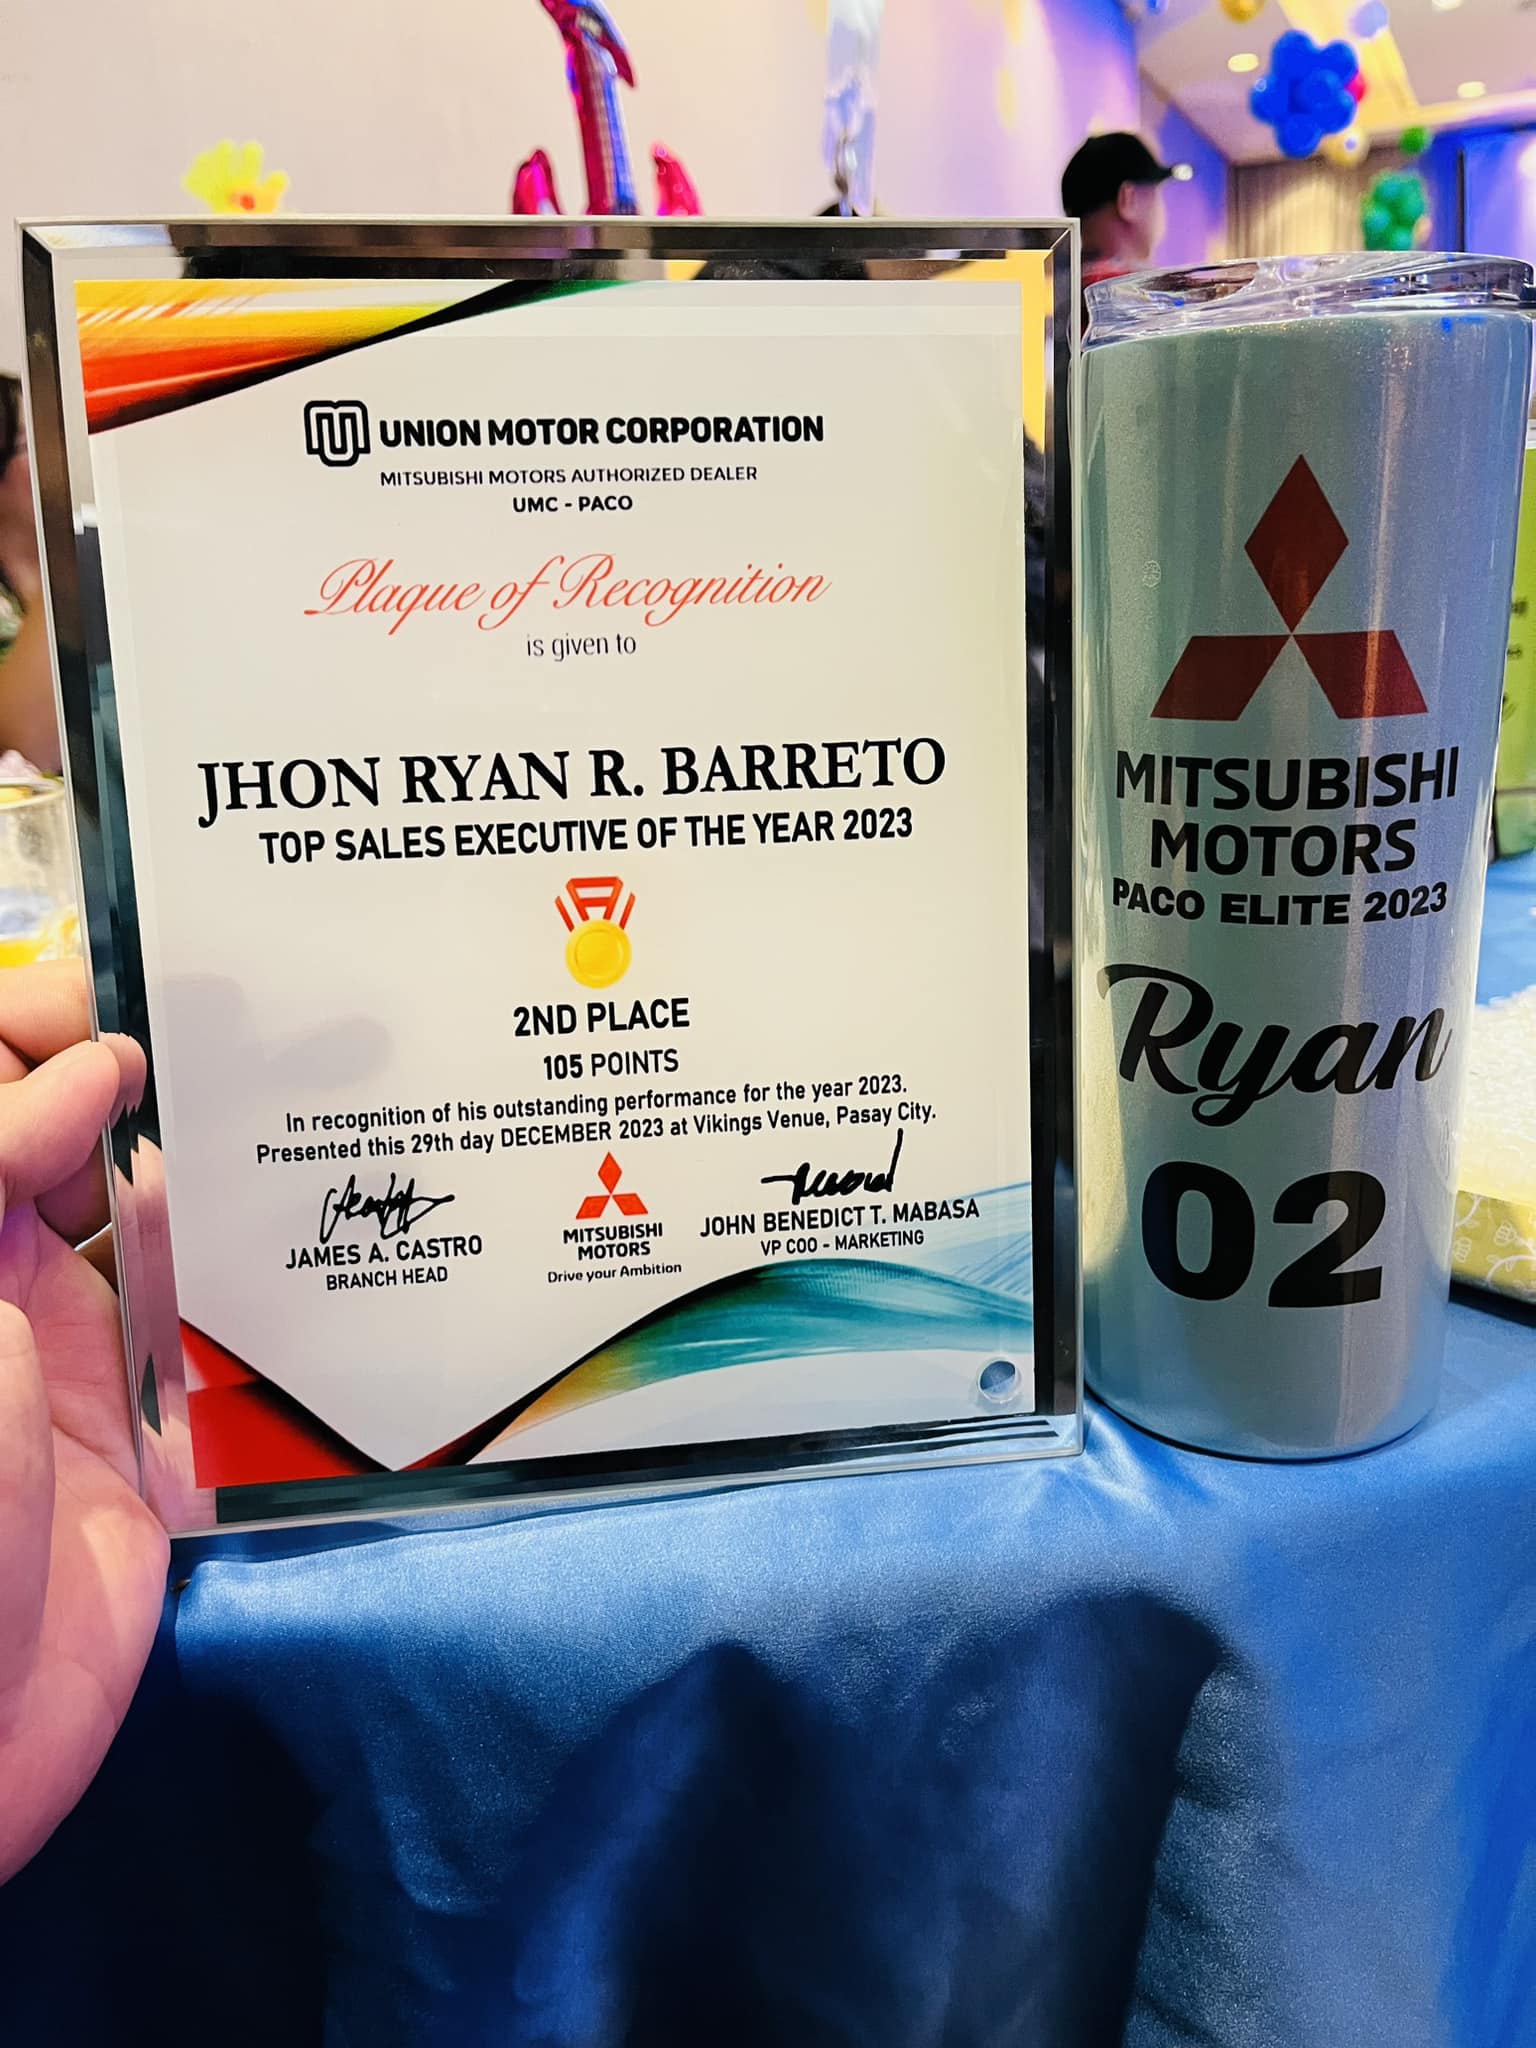 UNION MOTOR CORPORATION
MITSUBISHI MOTORS AUTHORIZED DEALER
UMC - PACO
Plaque of Recognition
is given to
JHON RYAN R. BARRETO
TOP SALES EXECUTIVE OF THE YEAR 2023
2ND PLACE
105 POINTS
In recognition of his outstanding performance for the year 2023.
Presented this 29th day DECEMBER 2023 at Vikings Venue, Pasay City.
JAMES A. CASTRO
BRANCH HEAD
MITSUBISHI
MOTORS
Drive your Ambition
JOHN BENEDICT T. MABASA
VP COO - MARKETING
MITSUBISHI
MOTORS
PACO ELITE 2023
Ryan
02